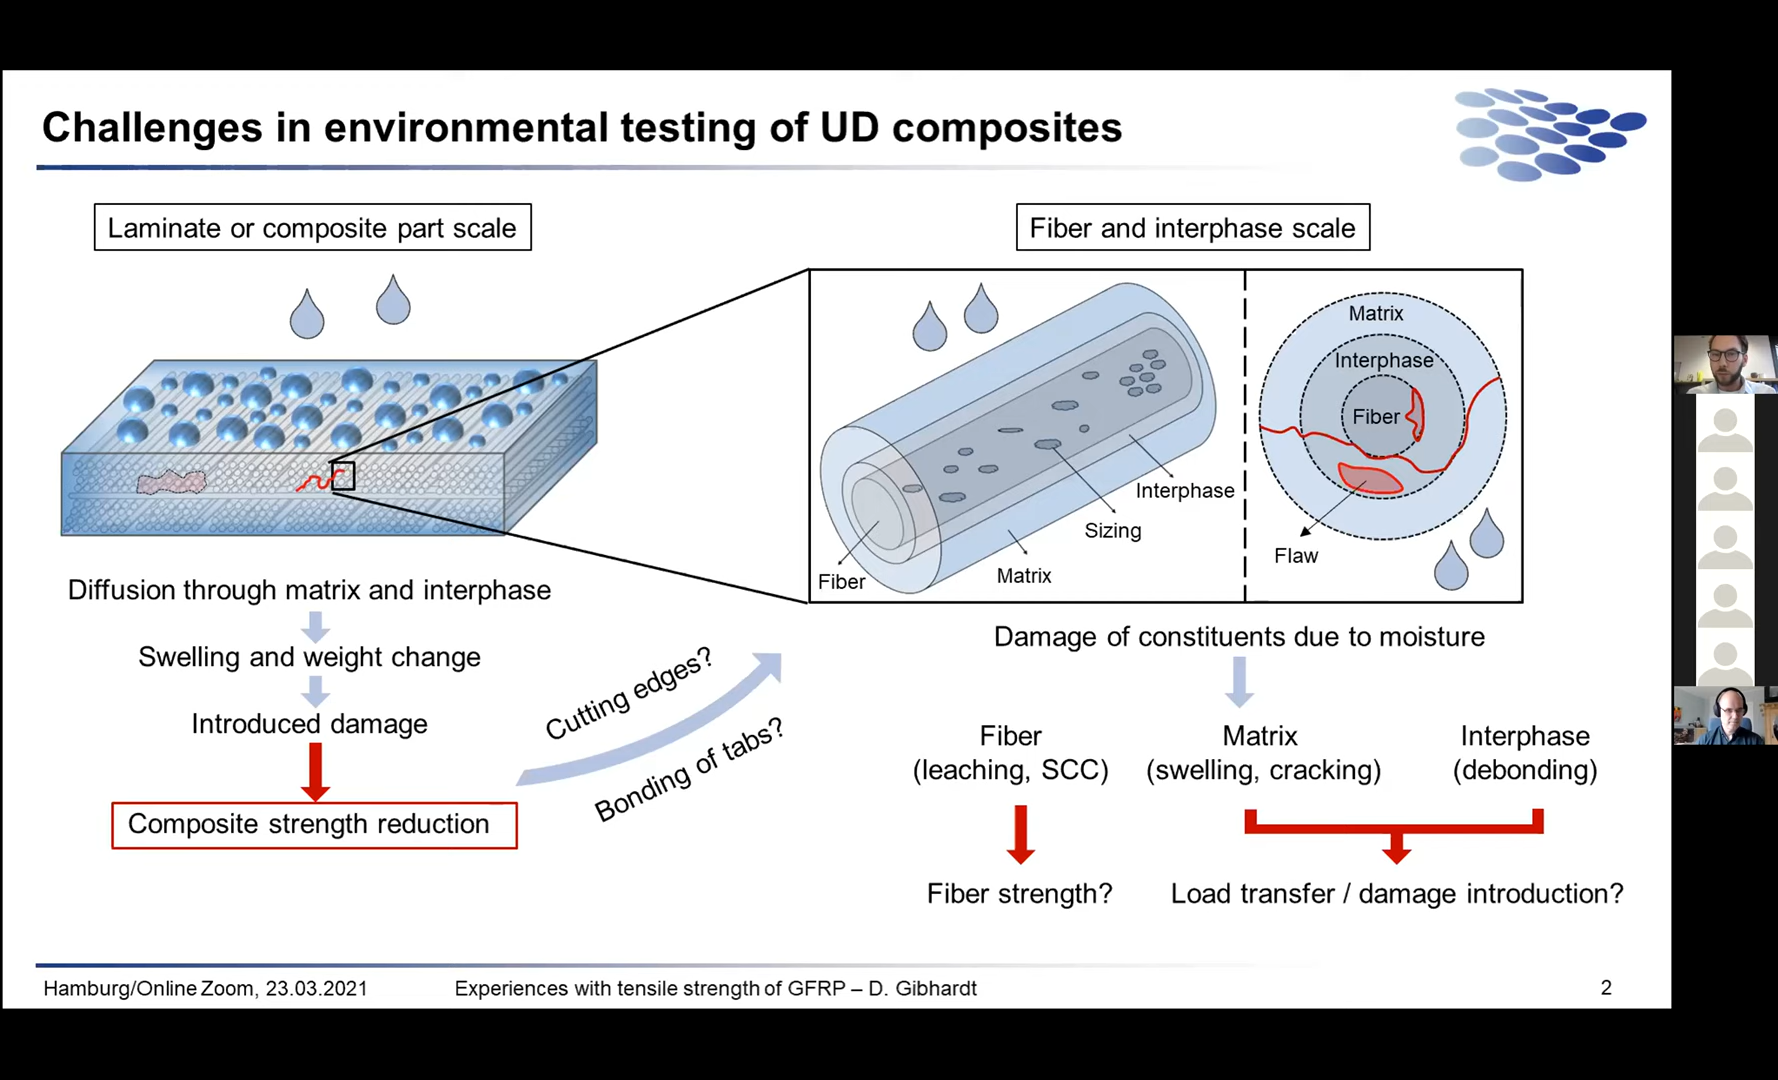 Challenges in environmental testing of UD composites
Laminate or composite part scale
Diffusion through matrix and interphase
Swelling and weight change
Introduced damage
Composite strength reduction
Cutting edges?
Bonding of tabs?
Fiber and interphase scale
Fiber
Matrix
Sizing
Interphase
Matrix
Interphase
Fiber
Flaw
Damage of constituents due to moisture
Fiber
(leaching, SCC)
Matrix
(swelling, cracking)
Interphase
(debonding)
Fiber strength?
Load transfer / damage introduction?
Hamburg/Online Zoom, 23.03.2021
Experiences with tensile strength of GFRP – D. Gibhardt
2